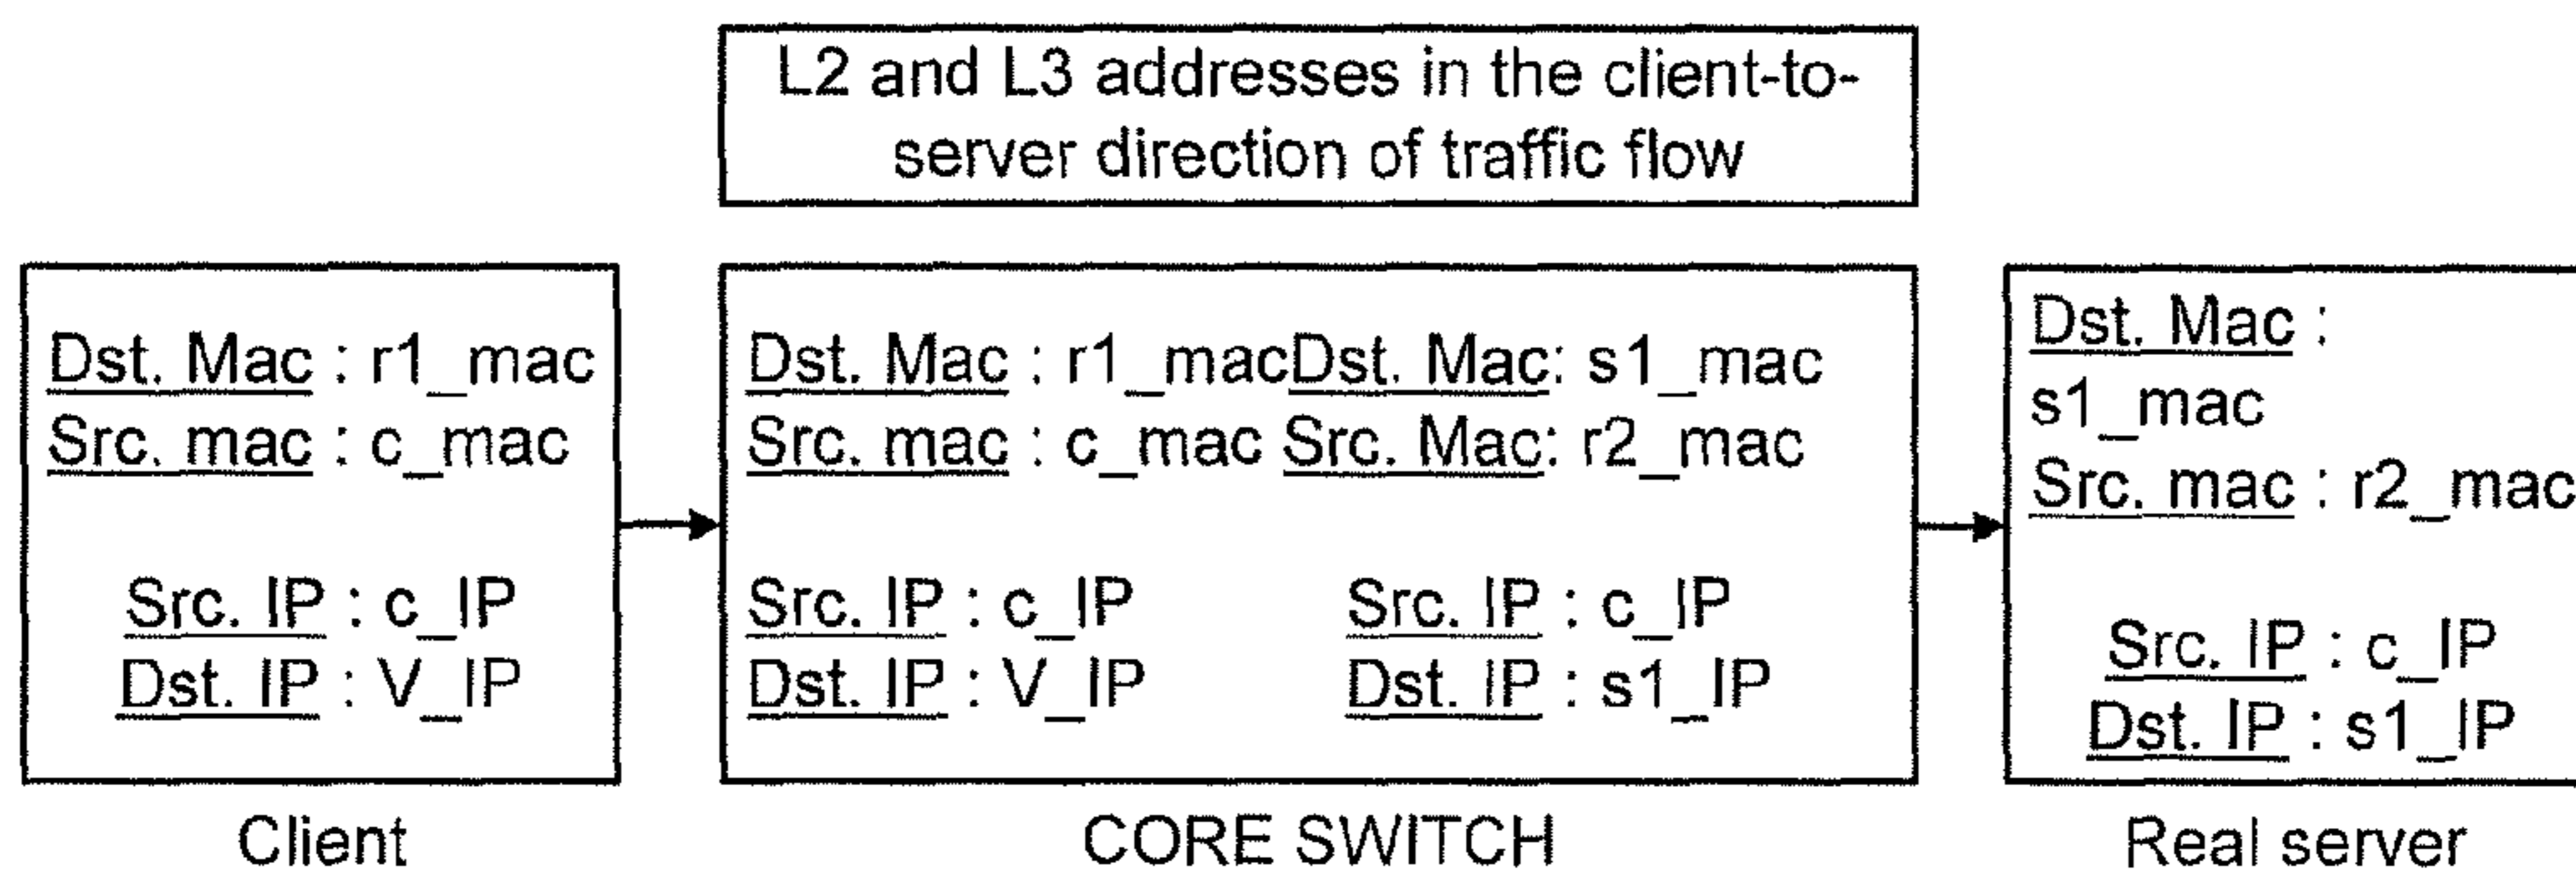 L2 and L3 addresses in the client-to-
server direction of traffic flow
Dst. Mac : r1_mac
Src. mac : c_mac
Src. IP : c_IP
Dst. IP : V_IP
Client
Dst. Mac : r1_macDst. Mac: s1_mac
Src. mac : c_mac Src. Mac: r2_mac
Src. IP : c_IP Src. IP : c_IP
Dst. IP : V_IP Dst. IP : s1_IP
CORE SWITCH
Dst. Mac :
s1_mac
Src. mac : r2_mac
Src. IP : c_IP
Dst. IP : s1_IP
Real server